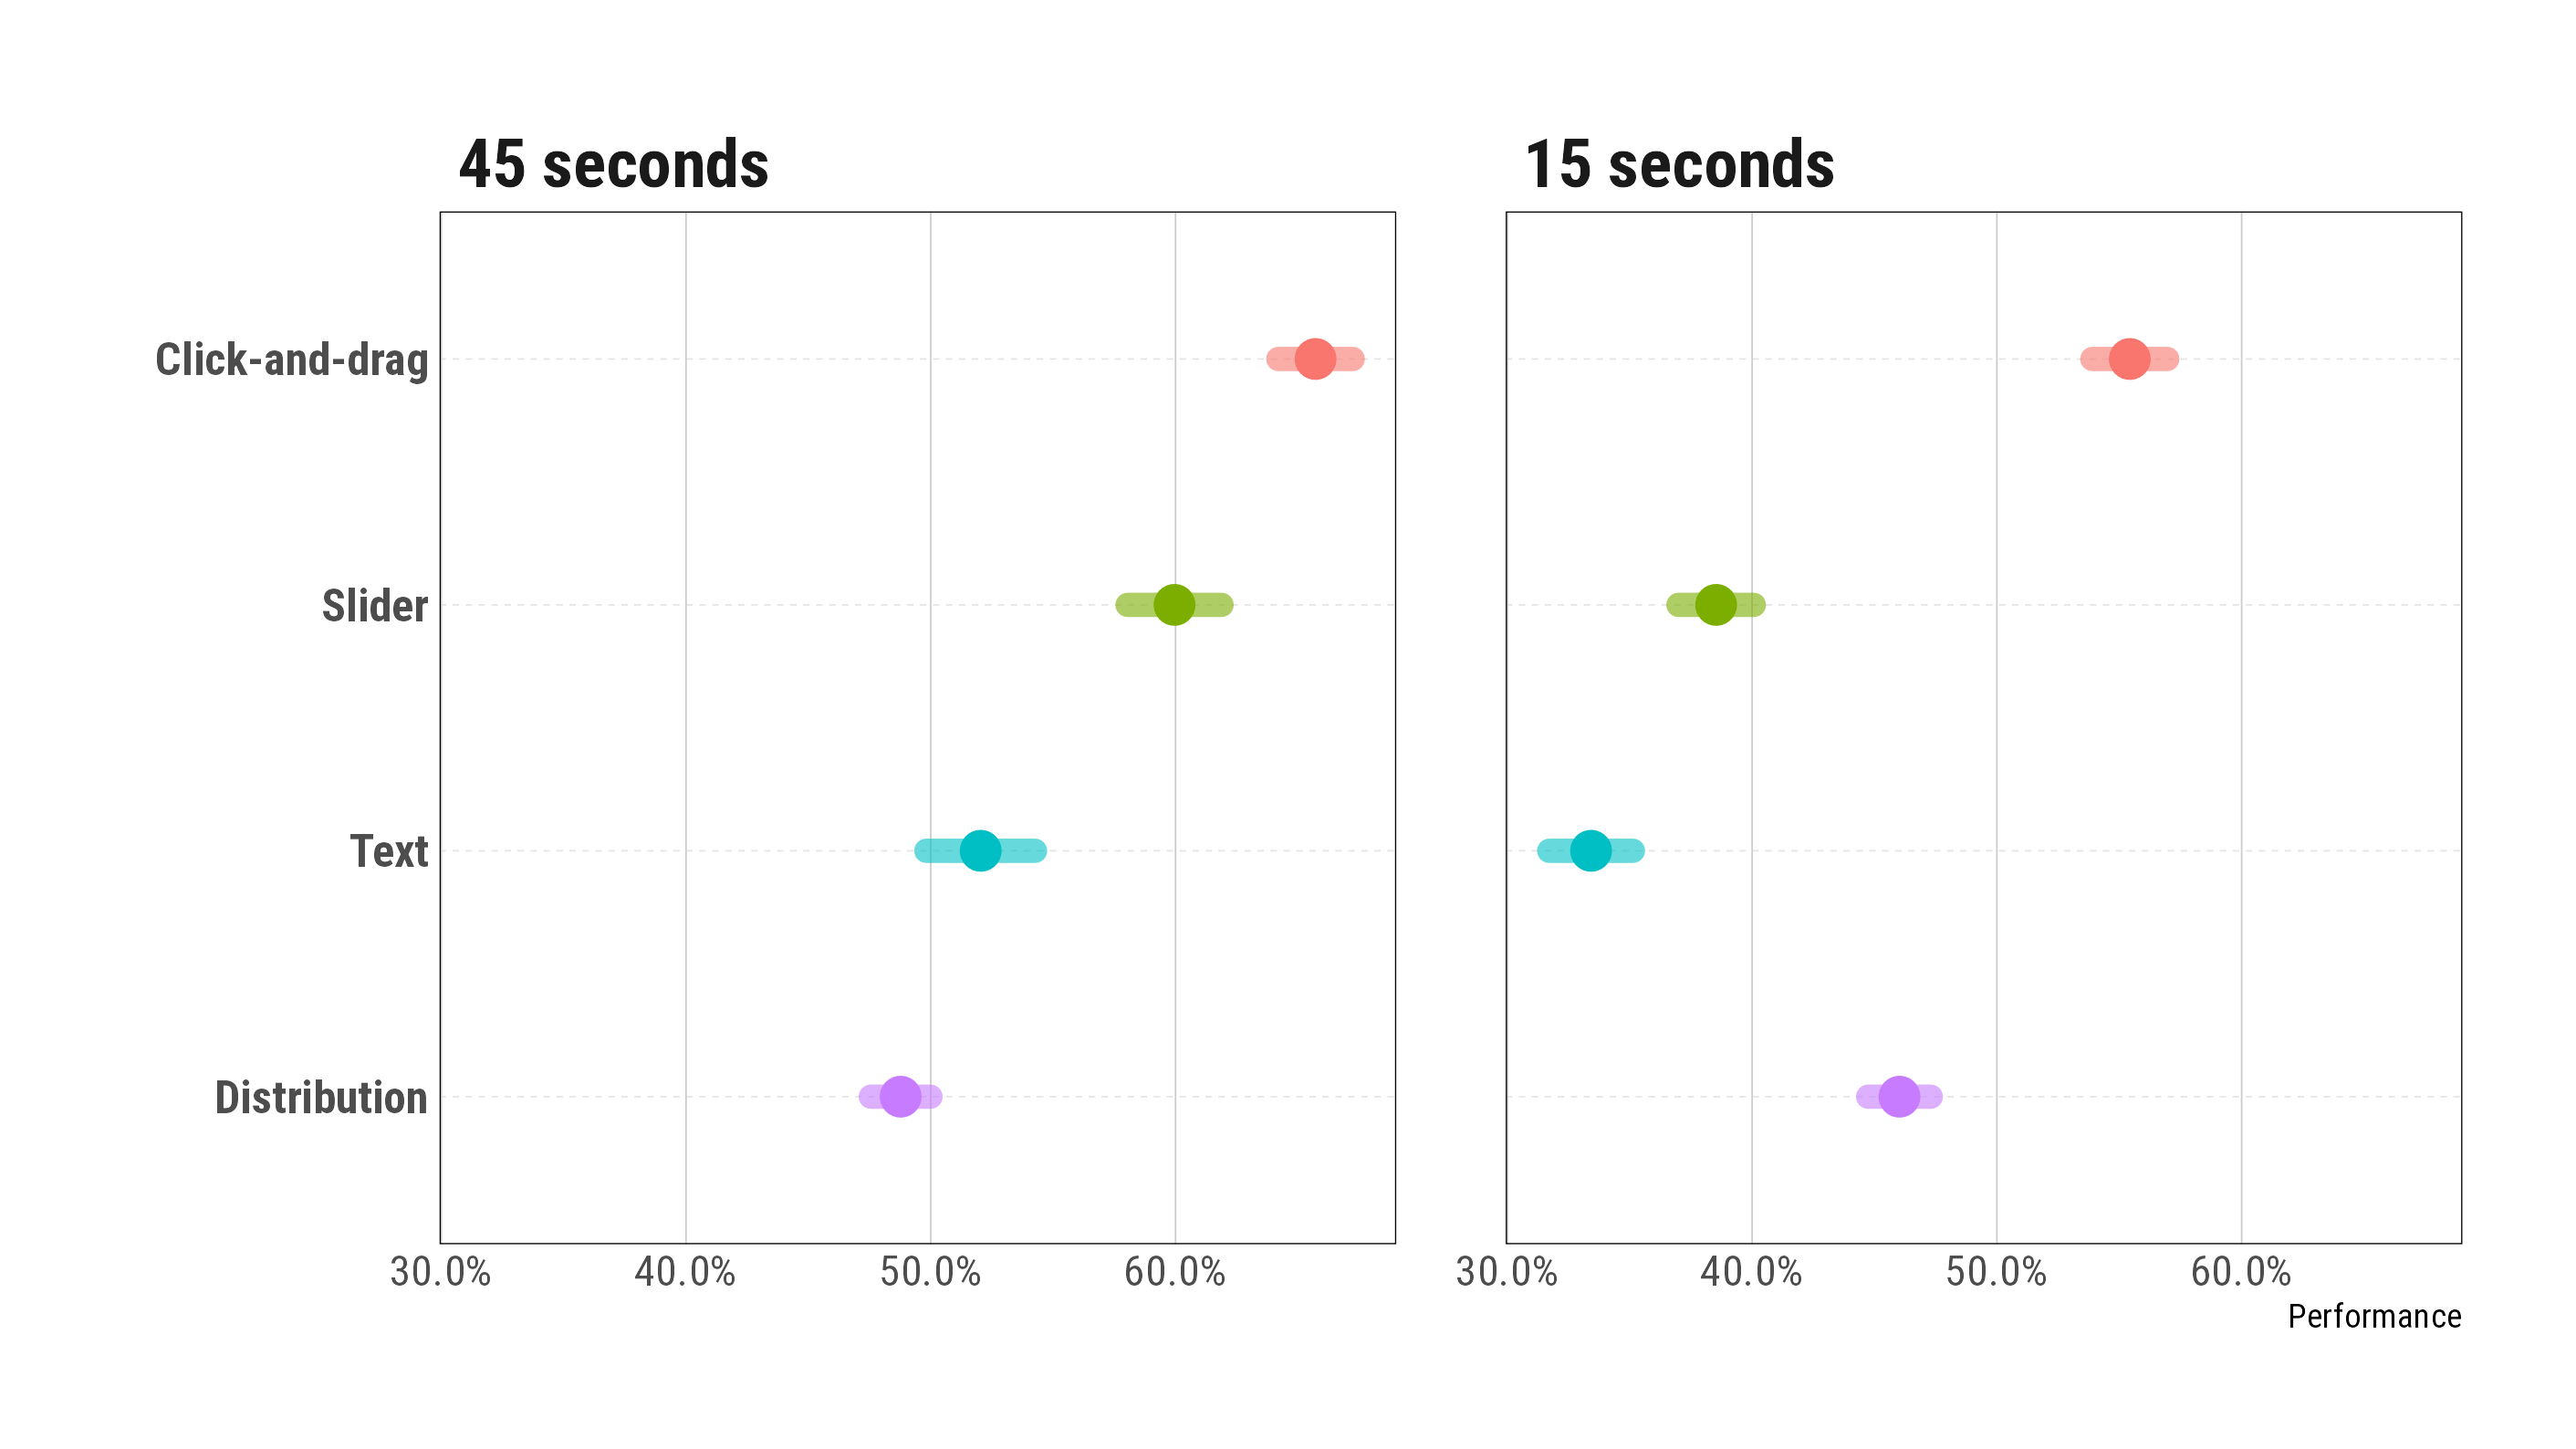 45 seconds
15 seconds
Click-and-drag
Slider
Text
Distribution
30.0% 40.0% 50.0% 60.0%
30.0% 40.0% 50.0% 60.0%
Performance